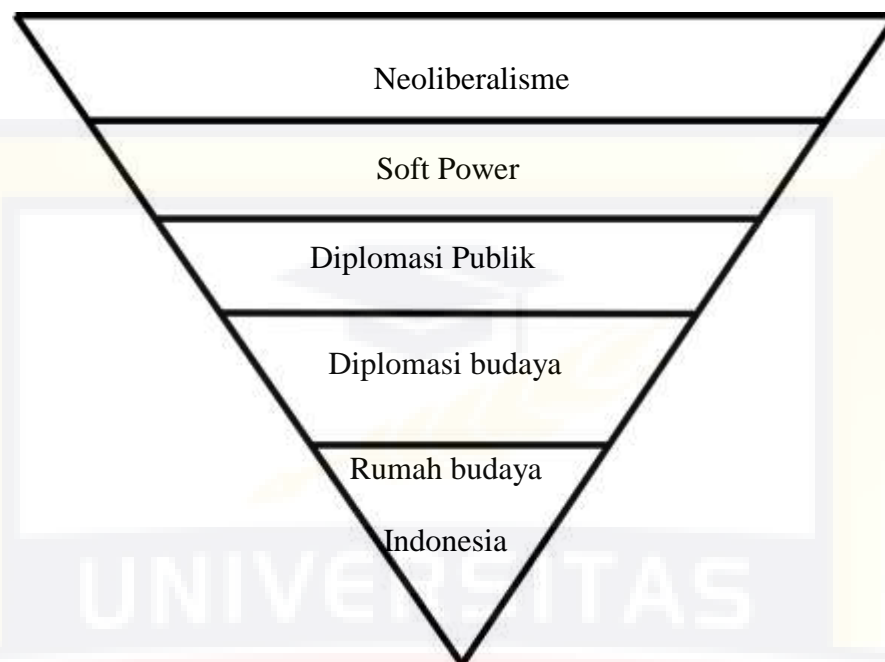 Neoliberalisme
Soft Power
Diplomasi Publik
Diplomasi budaya
Rumah budaya
Indonesia
UNIVERSITAS